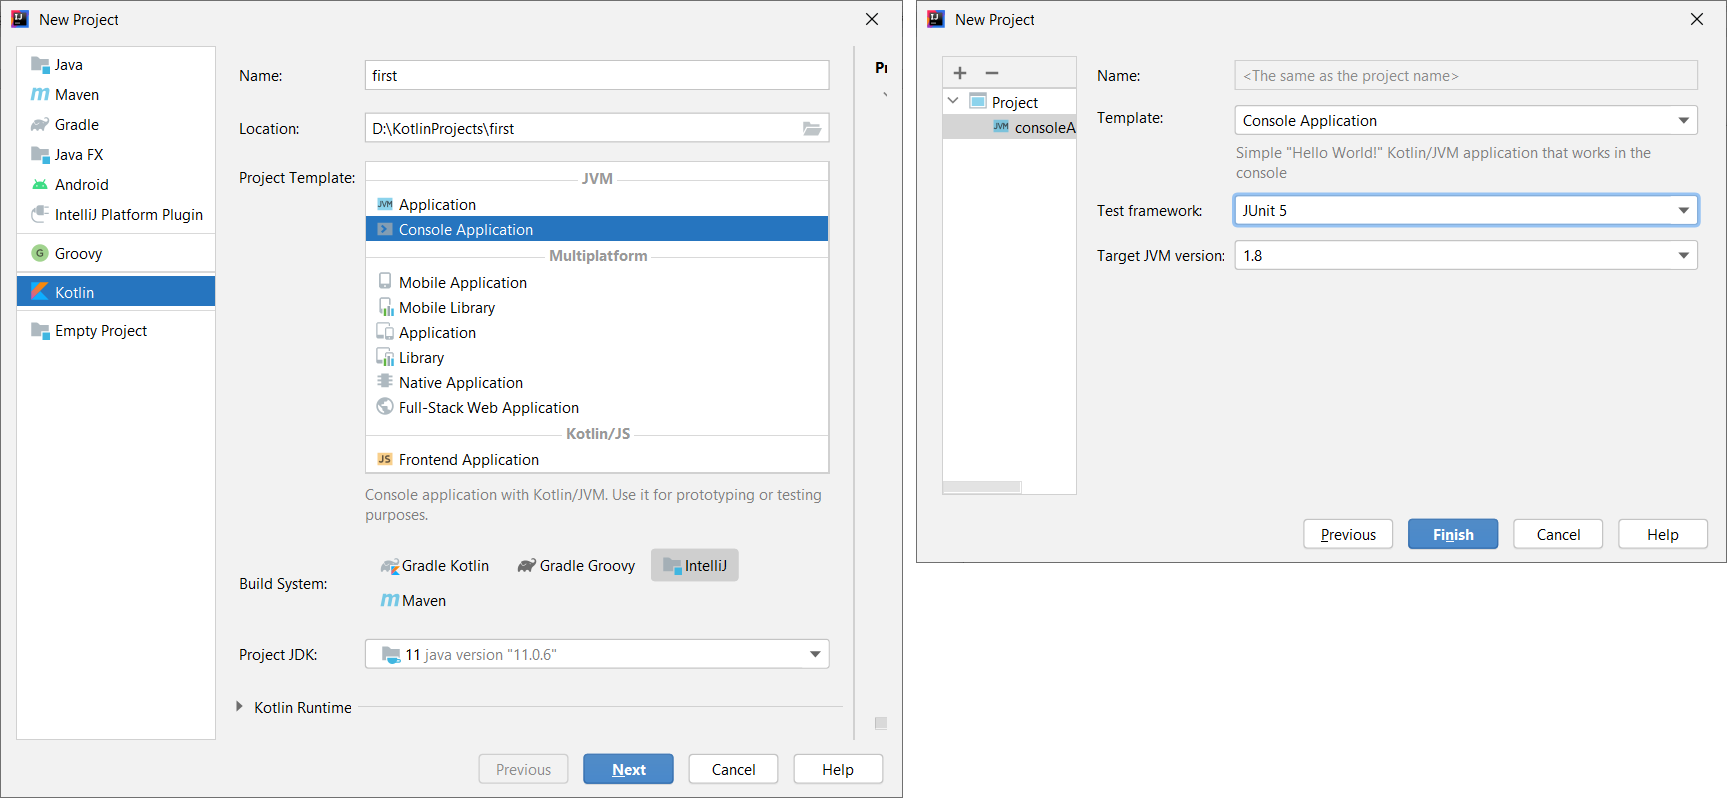 New Project
Java
Maven
Gradle
Java FX
Android
IntelliJ Platform Plugin
Groovy
Kotlin
Empty Project
Name: first
Location: D:\KotlinProjects\first
Project Template:
JVM
JVM Application
Console Application
Multiplatform
Mobile Application
Mobile Library
Application
Library
Native Application
Full-Stack Web Application
Kotlin/JS
JS Frontend Application
Console application with Kotlin/JVM. Use it for prototyping or testing
purposes.
Build System:
Gradle Kotlin Gradle Groovy IntelliJ
Maven
Project JDK: 11 java version "11.0.6"
Kotlin Runtime
Previous Next Cancel Help
New Project
Project
JVM consoleA
Name: <The same as the project name>
Template: Console Application
Simple "Hello World!" Kotlin/JVM application that works in the
console
Test framework: JUnit 5
Target JVM version: 1.8
Previous Finish Cancel Help